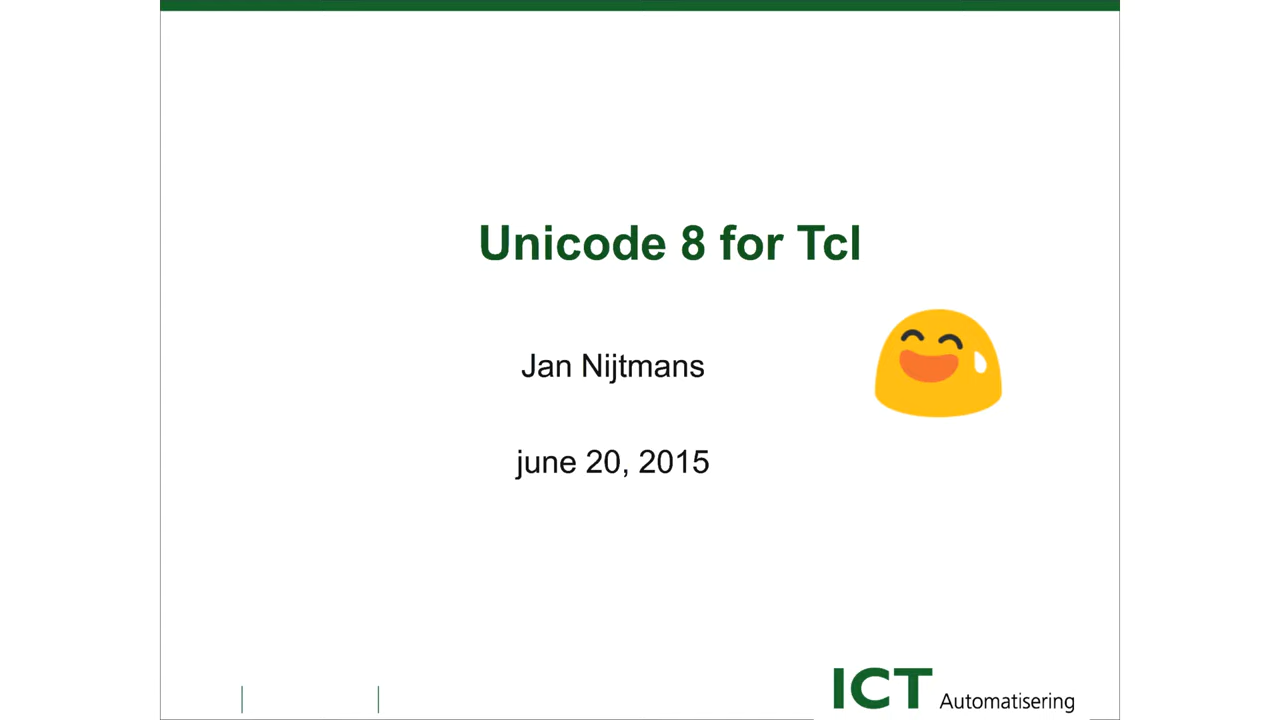 Unicode 8 for Tcl
Jan Nijtmans
june 20, 2015
ICT Automatisering